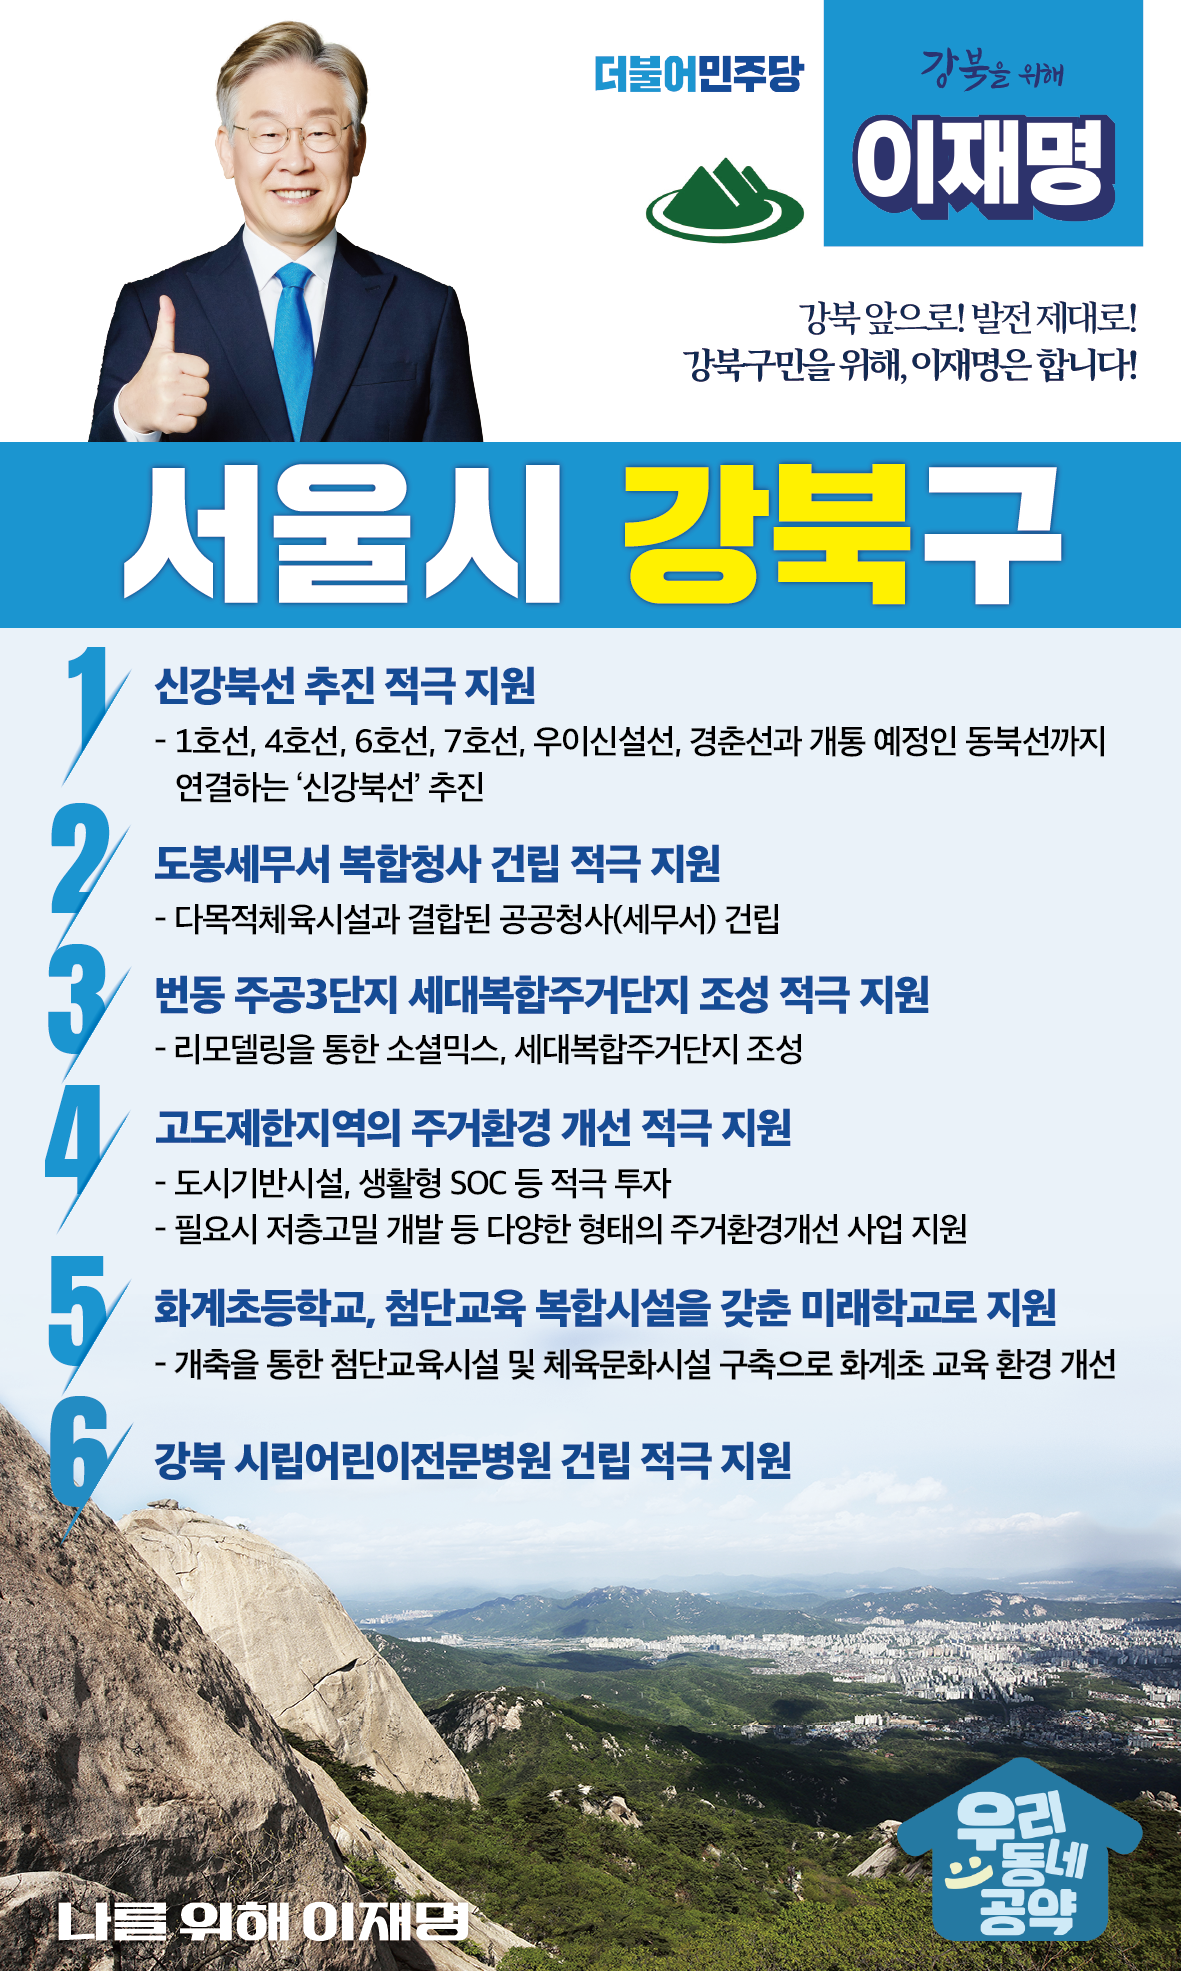 더불어민주당
강북을 위해
이재명
강북 앞으로! 발전 제대로!
강북구민을 위해, 이재명은 합니다!
서울시 강북구
1
신강북선 추진 적극 지원
- 1호선, 4호선, 6호선, 7호선, 우이신설선, 경춘선과 개통 예정인 동북선까지
연결하는 ‘신강북선’ 추진
2
도봉세무서 복합청사 건립 적극 지원
- 다목적체육시설과 결합된 공공청사(세무서) 건립
3
번동 주공3단지 세대복합주거단지 조성 적극 지원
- 리모델링을 통한 소셜믹스, 세대복합주거단지 조성
4
고도제한지역의 주거환경 개선 적극 지원
- 도시기반시설, 생활형 SOC 등 적극 투자
- 필요시 저층고밀 개발 등 다양한 형태의 주거환경개선 사업 지원
5
화계초등학교, 첨단교육 복합시설을 갖춘 미래학교로 지원
- 개축을 통한 첨단교육시설 및 체육문화시설 구축으로 화계초 교육 환경 개선
6
강북 시립어린이전문병원 건립 적극 지원
우리
동네
공약
나를 위해 이재명